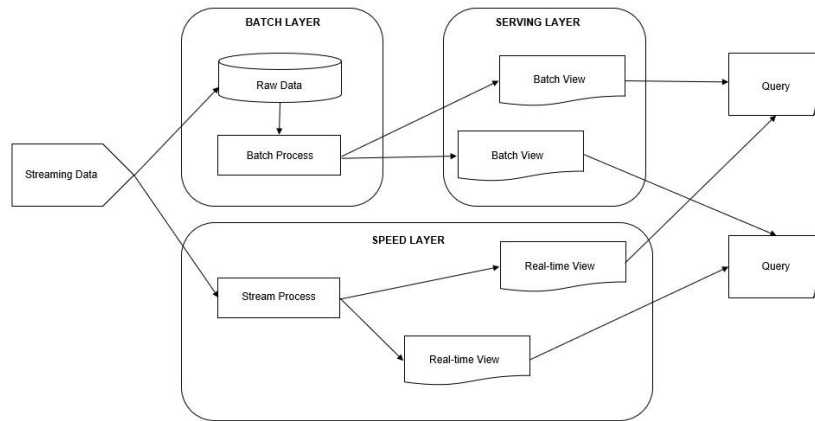 BATCH LAYER
SERVING LAYER
Raw Data
Batch View
Query
Batch Process
Batch View
Streaming Data
SPEED LAYER
Real-time View
Query
Stream Process
Real-time View